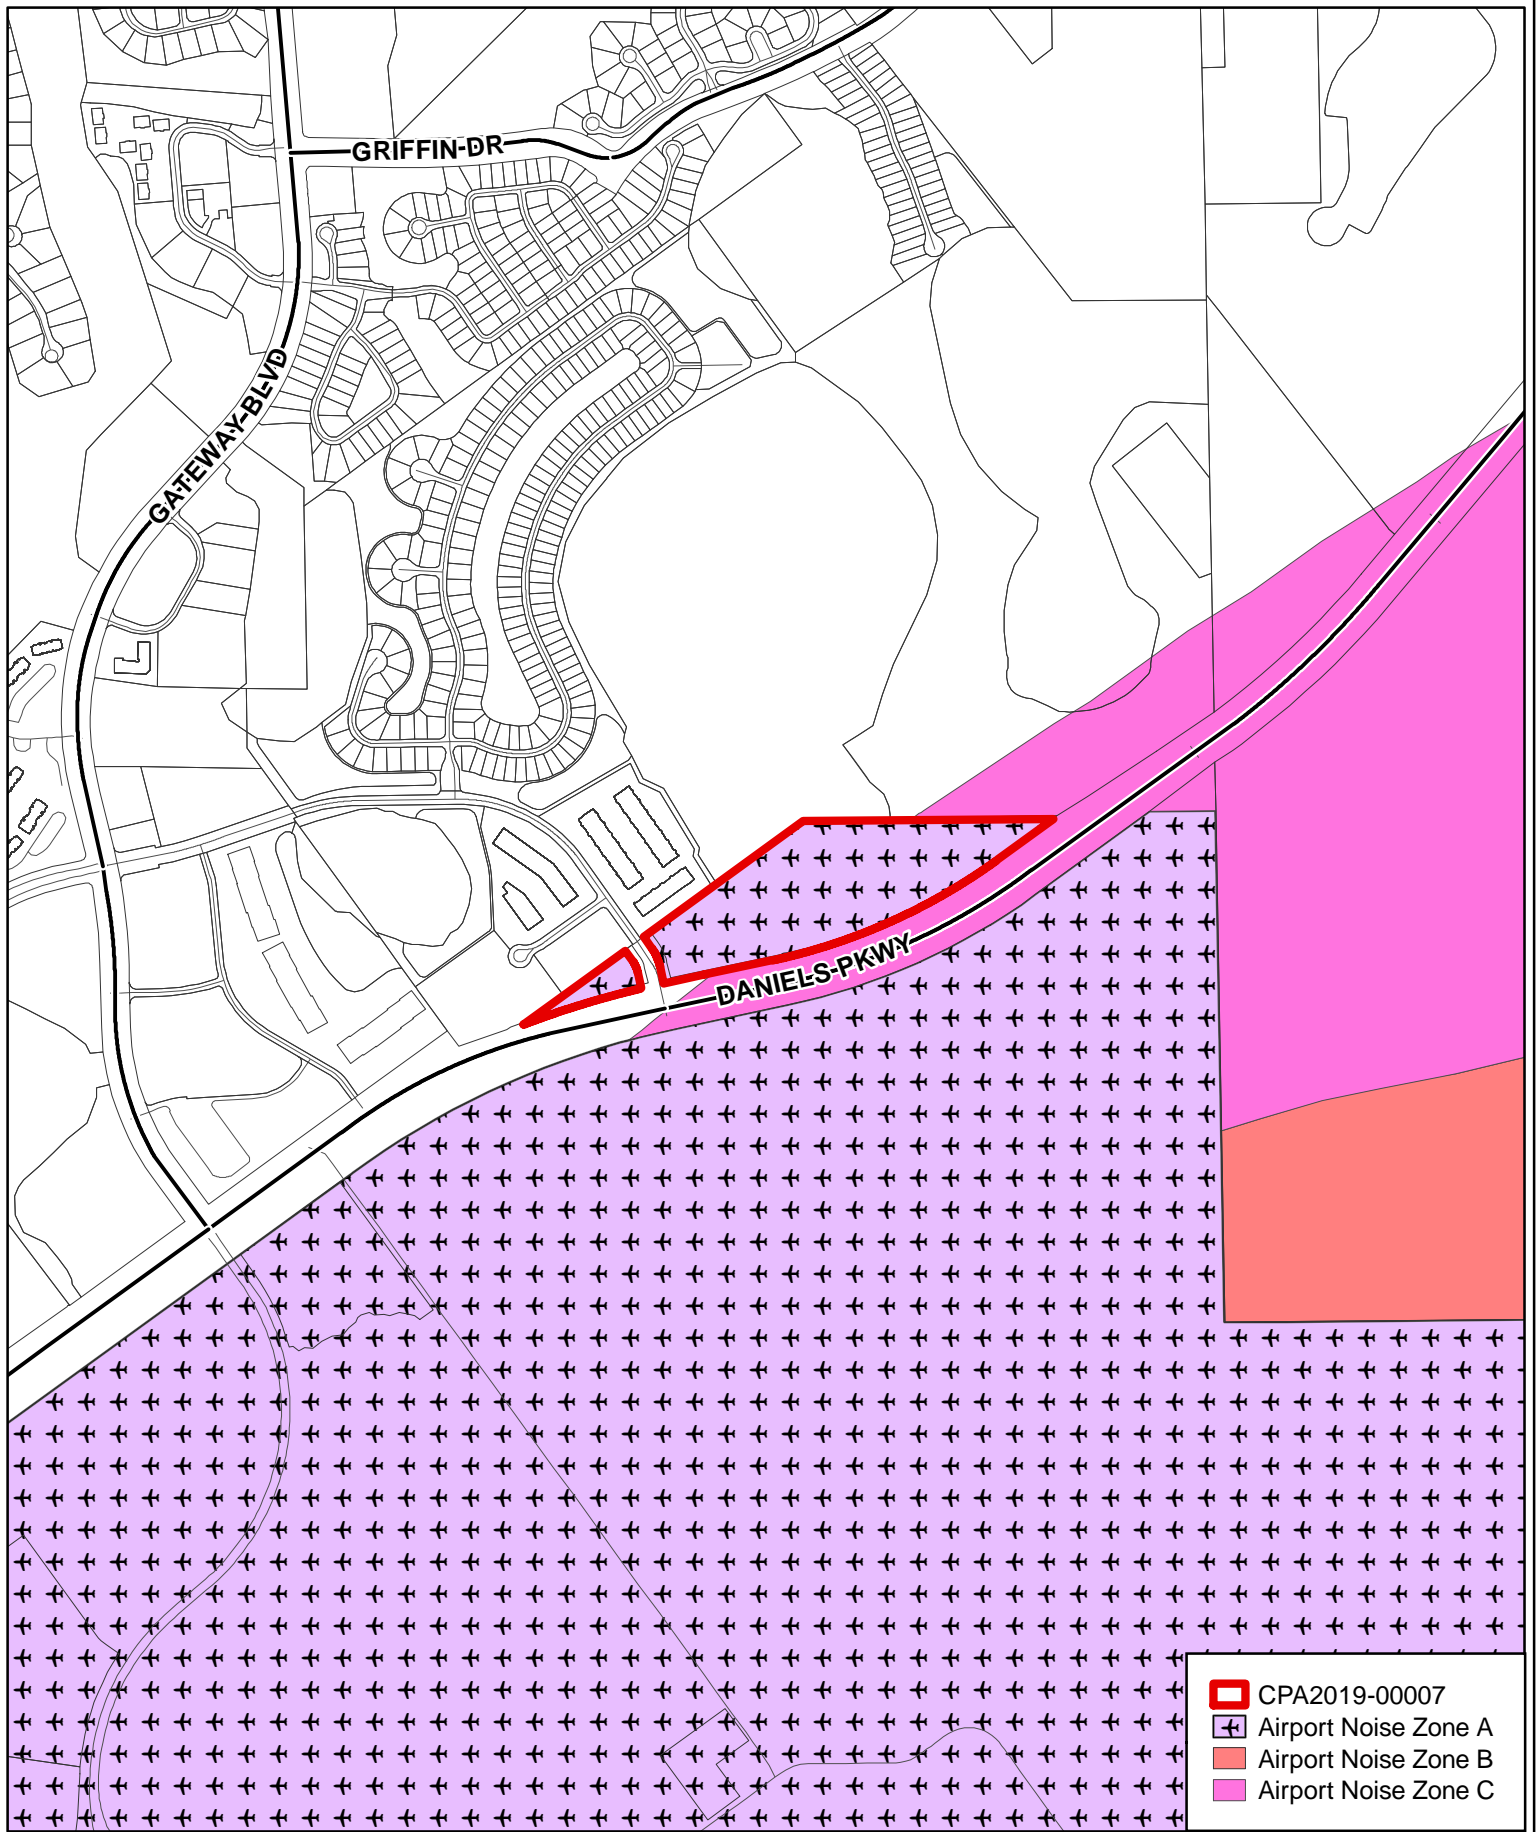 GRIFFIN DR
GATEWAY BLVD
DANIELS PKWY
CPA2019-00007
Airport Noise Zone A
Airport Noise Zone B
Airport Noise Zone C